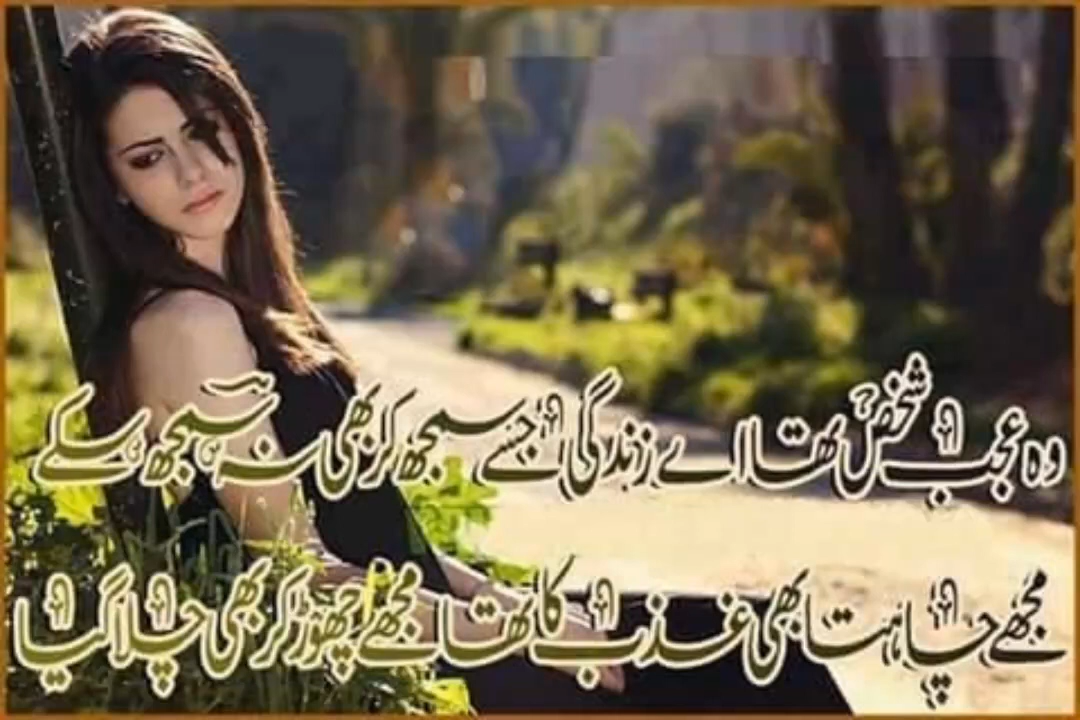 وہ عجب شخص تھا اے زندگی جسے سمجھ کر بھی نہ سمجھ سکے
مجھے چاہتا بھی غذب کا تھا مجھے چھوڑ کر بھی چلا گیا